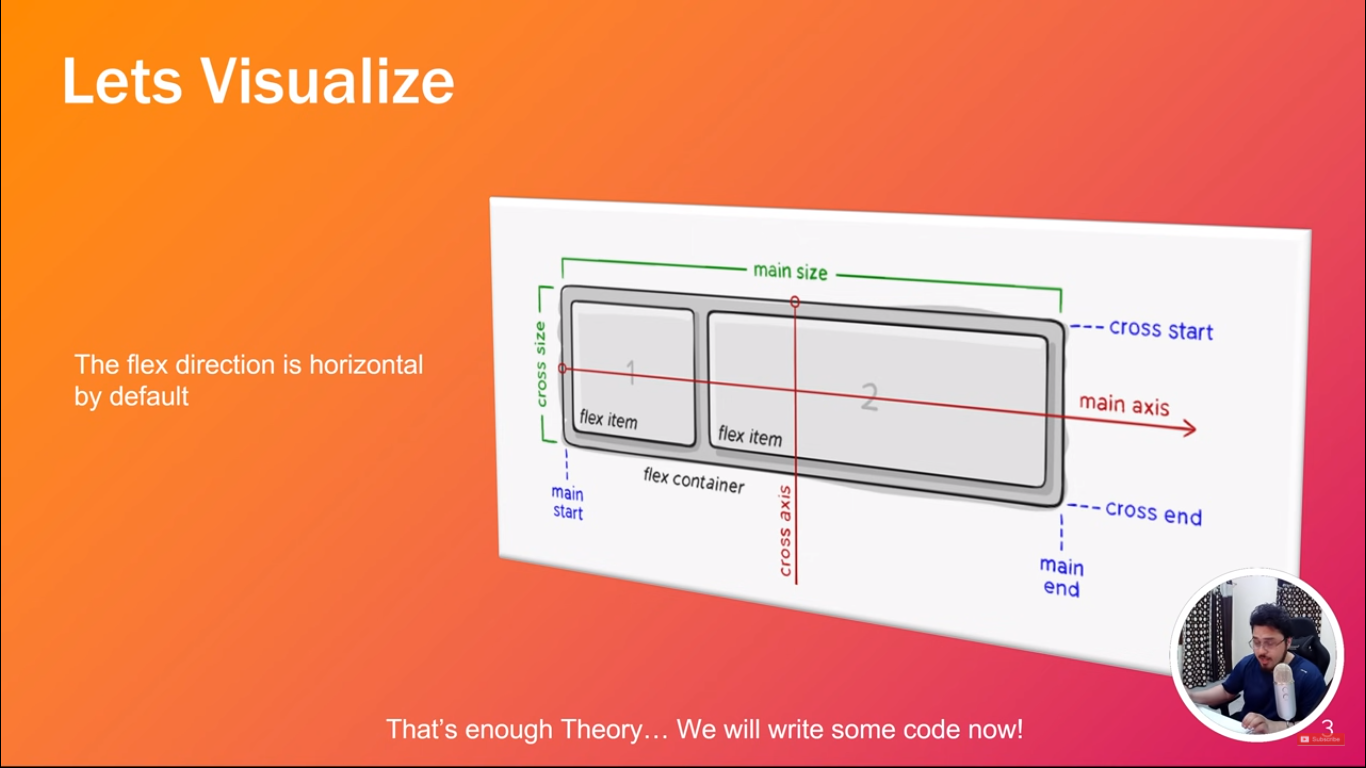 Lets Visualize
The flex direction is horizontal
by default
main size
cross size
cross start
1
2
main axis
flex item
flex item
flex container
main
start
cross axis
cross end
main
end
That’s enough Theory… We will write some code now!
3
Subscribe